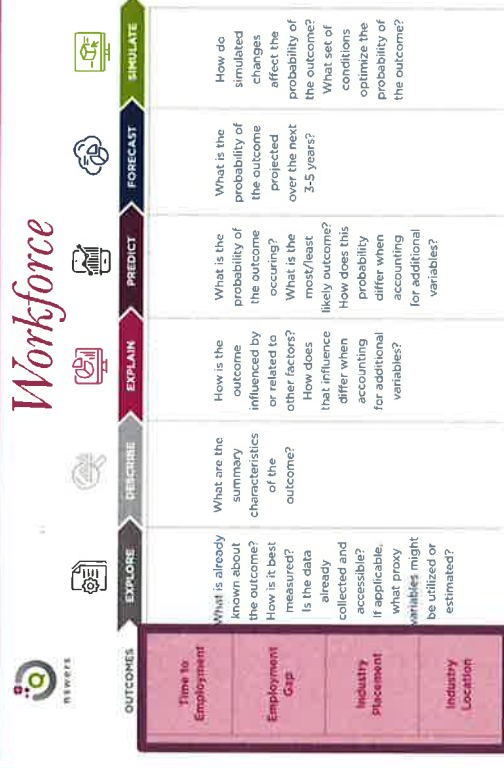 Workforce
nswers
OUTCOMES
EXPLORE
DESCRIBE
EXPLAIN
PREDICT
FORECAST
SIMULATE
Time to
Employment
Employment
Gap
Industry
Placement
Industry
Location
What is already
known about
the outcome?
How is it best
measured?
Is the data
already
collected and
accessible?
If applicable,
what proxy
variables might
be utilized or
estimated?
What are the
summary
characteristics
of the
outcome?
How is the
outcome
influenced by
or related to
other factors?
How does
that influence
differ when
accounting
for additional
variables?
What is the
probability of
the outcome
occuring?
What is the
most/least
likely outcome?
How does this
probability
differ when
accounting
for additional
variables?
What is the
probability of
the outcome
projected
over the next
3-5 years?
How do
simulated
changes
affect the
probability of
the outcome?
What set of
conditions
optimize the
probability of
the outcome?